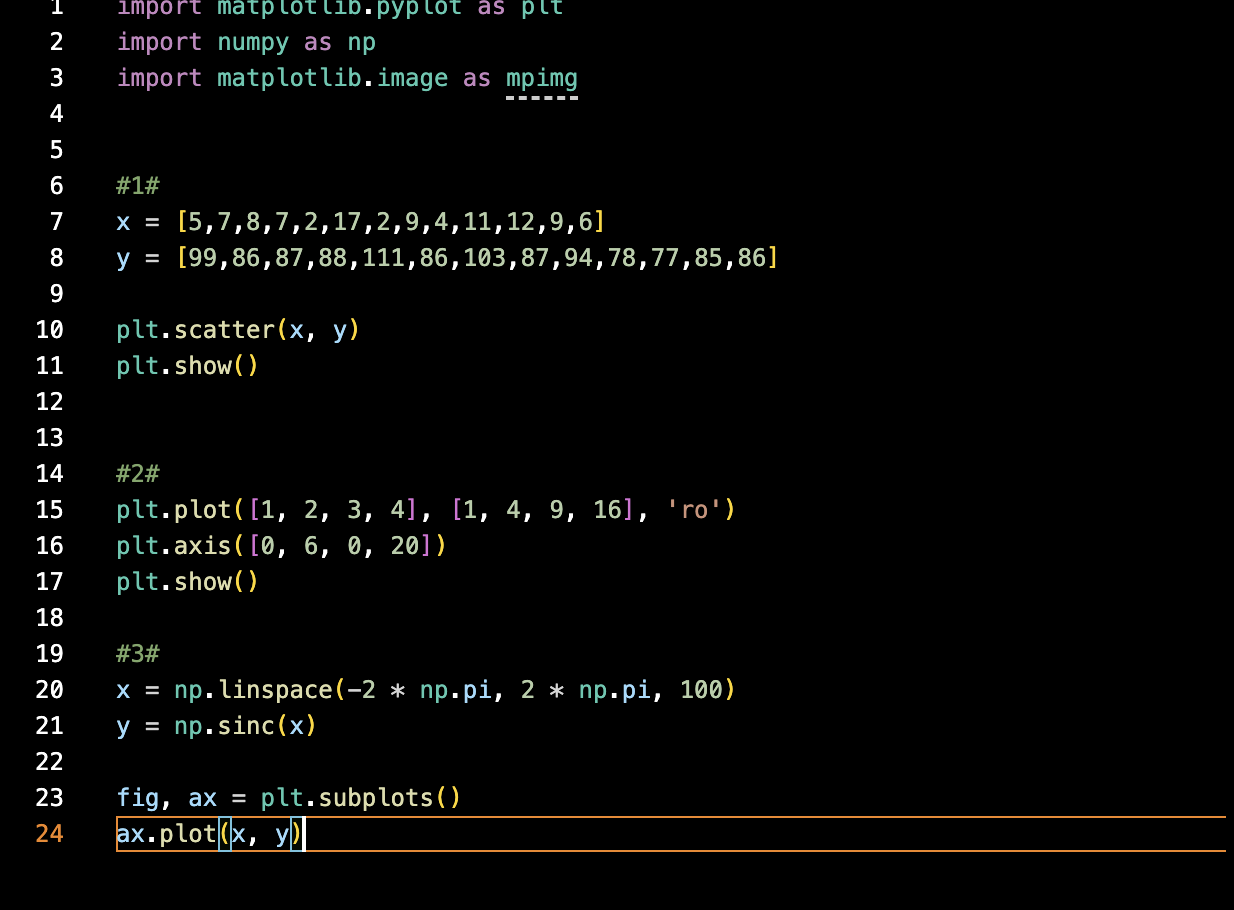 1 import matplotlib.pyplot as plt
2 import numpy as np
3 import matplotlib.image as mpimg
4
5
6 #1#
7 x = [5,7,8,7,2,17,2,9,4,11,12,9,6]
8 y = [99,86,87,88,111,86,103,87,94,78,77,85,86]
9
10 plt.scatter(x, y)
11 plt.show()
12
13
14 #2#
15 plt.plot([1, 2, 3, 4], [1, 4, 9, 16], 'ro')
16 plt.axis([0, 6, 0, 20])
17 plt.show()
18
19 #3#
20 x = np.linspace(-2 * np.pi, 2 * np.pi, 100)
21 y = np.sinc(x)
22
23 fig, ax = plt.subplots()
24 ax.plot(x, y)